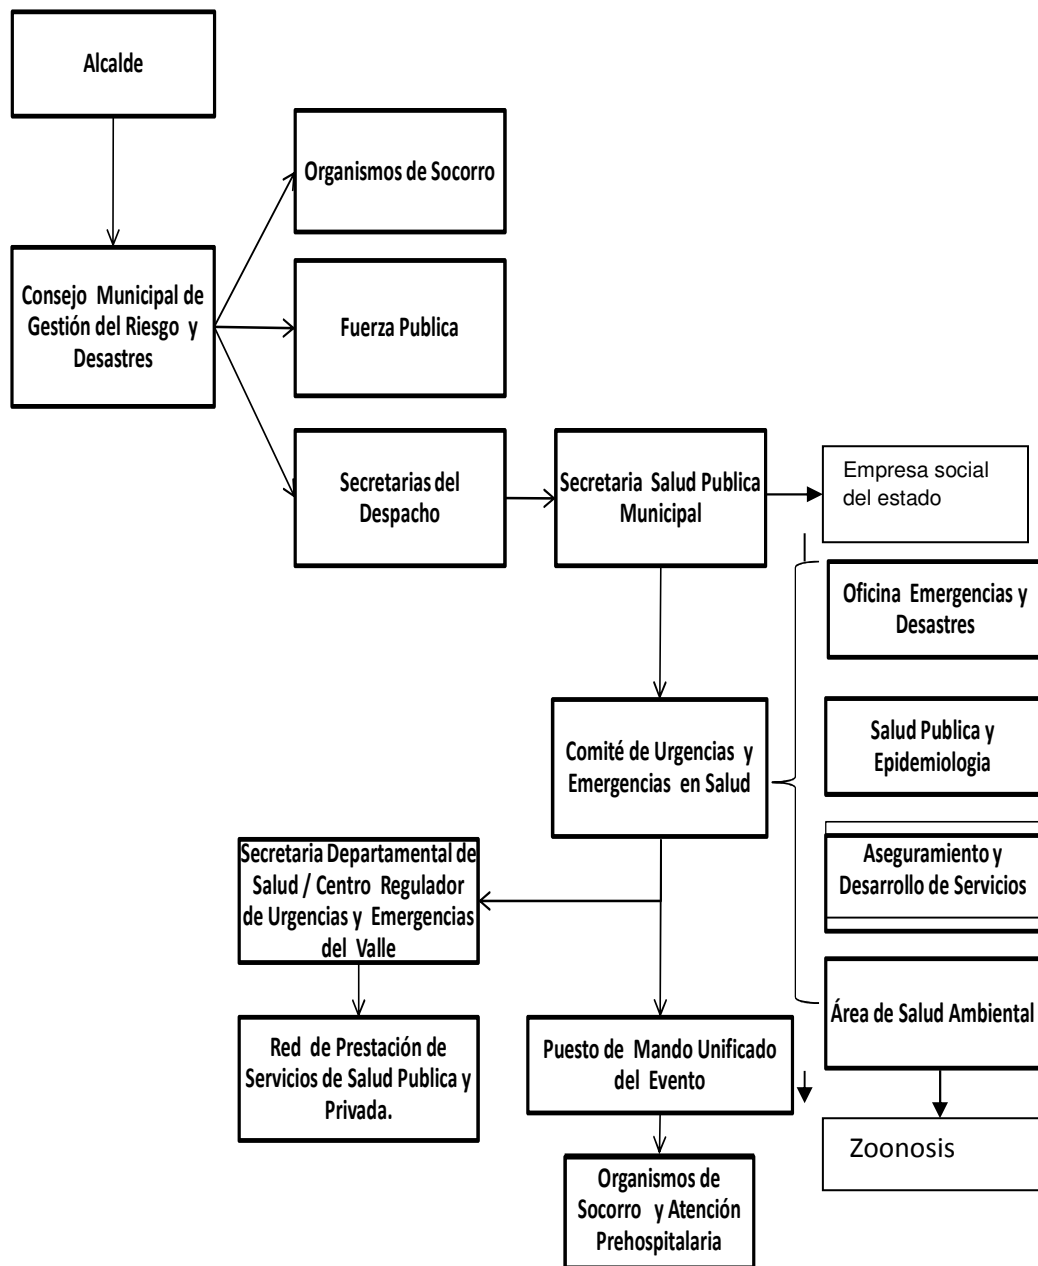 Alcalde
Organismos de Socorro
Consejo Municipal de
Gestión del Riesgo y
Desastres
Fuerza Publica
Secretarias del
Despacho
Secretaria Salud Publica
Municipal
Empresa social
del estado
Oficina Emergencias y
Desastres
Comité de Urgencias y
Emergencias en Salud
Salud Publica y
Epidemiologia
Aseguramiento y
Desarrollo de Servicios
Secretaria Departamental de
Salud / Centro Regulador
de Urgencias y Emergencias
del Valle
Área de Salud Ambiental
Red de Prestación de
Servicios de Salud Publica y
Privada.
Puesto de Mando Unificado
del Evento
Zoonosis
Organismos de
Socorro y Atención
Prehospitalaria